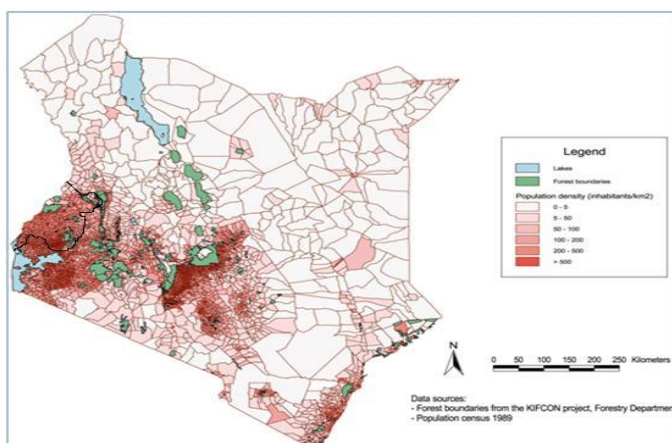 Legend
Lakes
Forest boundaries
Population density (inhabitants/km2)
0 - 5
5 - 50
50 - 100
100 - 200
200 - 500
> 500
N
0 50 100 150 200 250 Kilometers
Data sources:
- Forest boundaries from the KIFCON project, Forestry Departmen
- Population census 1989